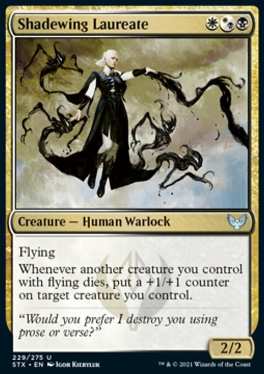 Shadewing Laureate
Creature — Human Warlock
Flying
Whenever another creature you control
with flying dies, put a +1/+1 counter
on target creature you control.
"Would you prefer I destroy you using
prose or verse?"
2/2
229/275 U
STX • EN Igor Kieryluk
™ & © 2021 Wizards of the Coast